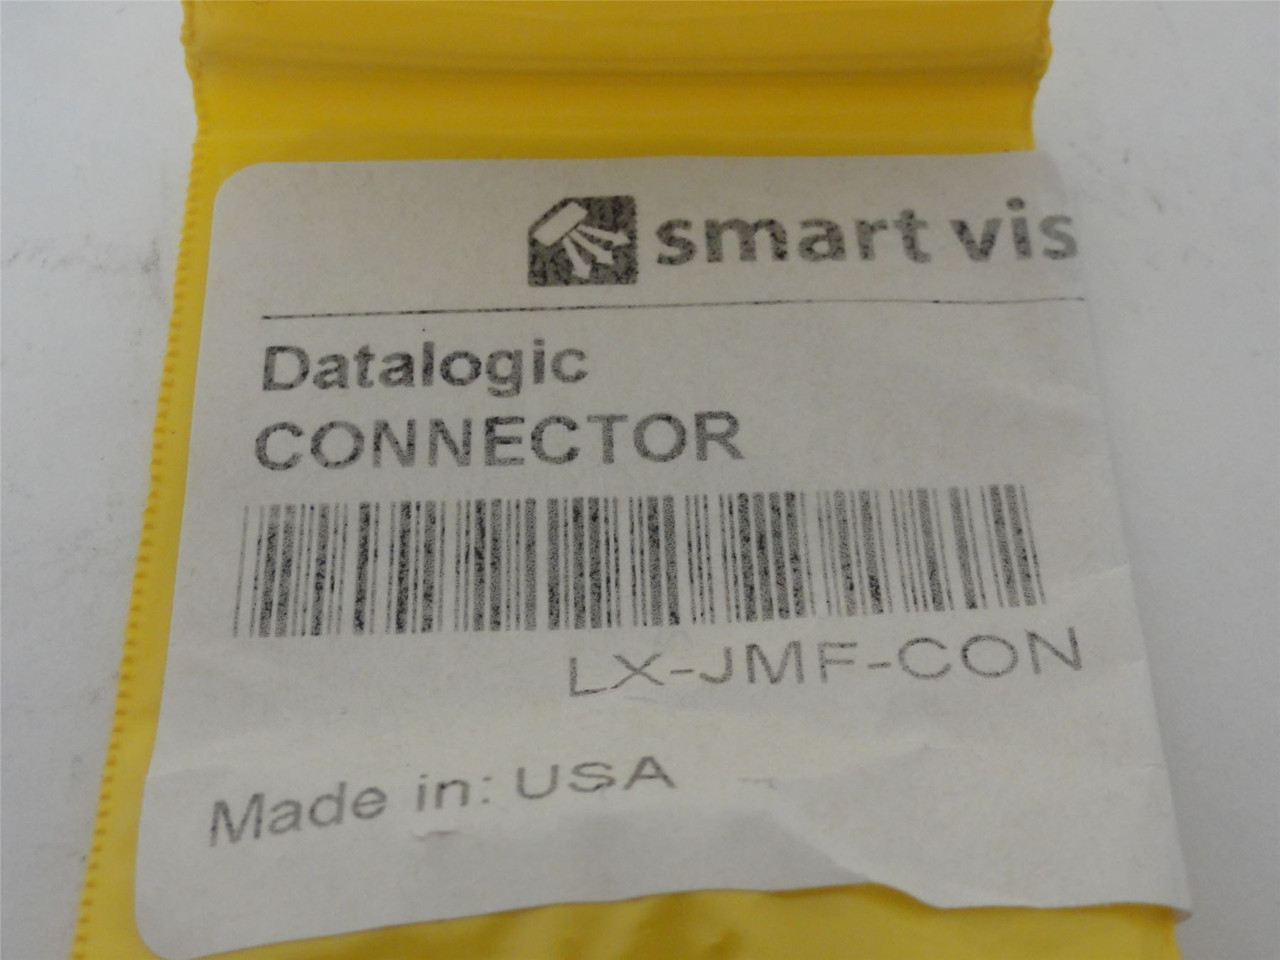 smart vis
Datalogic
CONNECTOR
LX-JMF-CON
Made in: USA